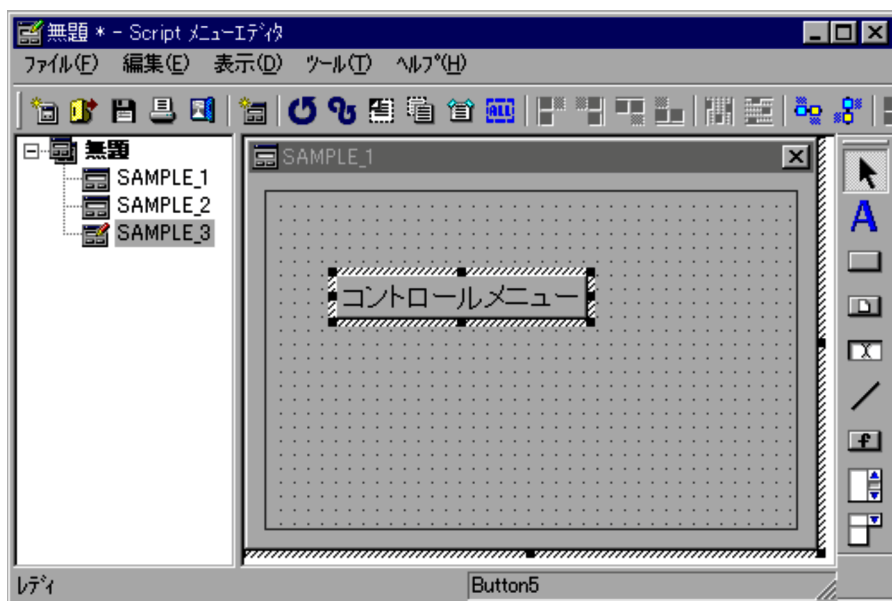 無題 * - Script ﾒﾆｭｰｴﾃﾞｨﾀ
ﾌｧｲﾙ(F) 編集(E) 表示(D) ﾂｰﾙ(T) ﾍﾙﾌﾟ(H)
ALL
無題
SAMPLE_1
SAMPLE_2
SAMPLE_3
SAMPLE_1
コントロールメニュー
A
f
ﾚﾃﾞｨ
Button5